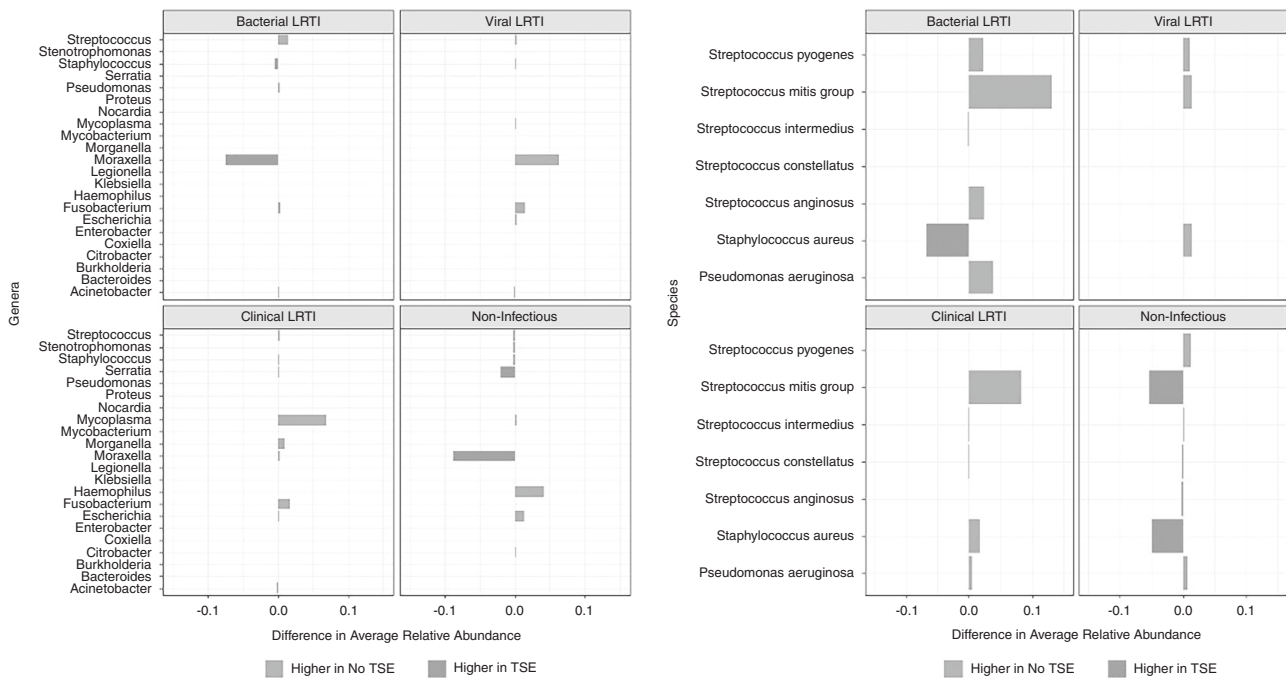 Bacterial LRTI
Viral LRTI
Streptococcus
Stenotrophomonas
Staphylococcus
Serratia
Pseudomonas
Proteus
Nocardia
Mycoplasma
Mycobacterium
Morganella
Moraxella
Legionella
Klebsiella
Haemophilus
Fusobacterium
Escherichia
Enterobacter
Coxiella
Citrobacter
Burkholderia
Bacteroides
Acinetobacter
Genera
Clinical LRTI
Non-Infectious
Streptococcus
Stenotrophomonas
Staphylococcus
Serratia
Pseudomonas
Proteus
Nocardia
Mycoplasma
Mycobacterium
Morganella
Moraxella
Legionella
Klebsiella
Haemophilus
Fusobacterium
Escherichia
Enterobacter
Coxiella
Citrobacter
Burkholderia
Bacteroides
Acinetobacter
-0.1 0.0 0.1 -0.1 0.0 0.1
Difference in Average Relative Abundance
Higher in No TSE Higher in TSE
Bacterial LRTI
Viral LRTI
Streptococcus pyogenes
Streptococcus mitis group
Streptococcus intermedius
Streptococcus constellatus
Streptococcus anginosus
Staphylococcus aureus
Pseudomonas aeruginosa
Species
Clinical LRTI
Non-Infectious
Streptococcus pyogenes
Streptococcus mitis group
Streptococcus intermedius
Streptococcus constellatus
Streptococcus anginosus
Staphylococcus aureus
Pseudomonas aeruginosa
-0.1 0.0 0.1 -0.1 0.0 0.1
Difference in Average Relative Abundance
Higher in No TSE Higher in TSE